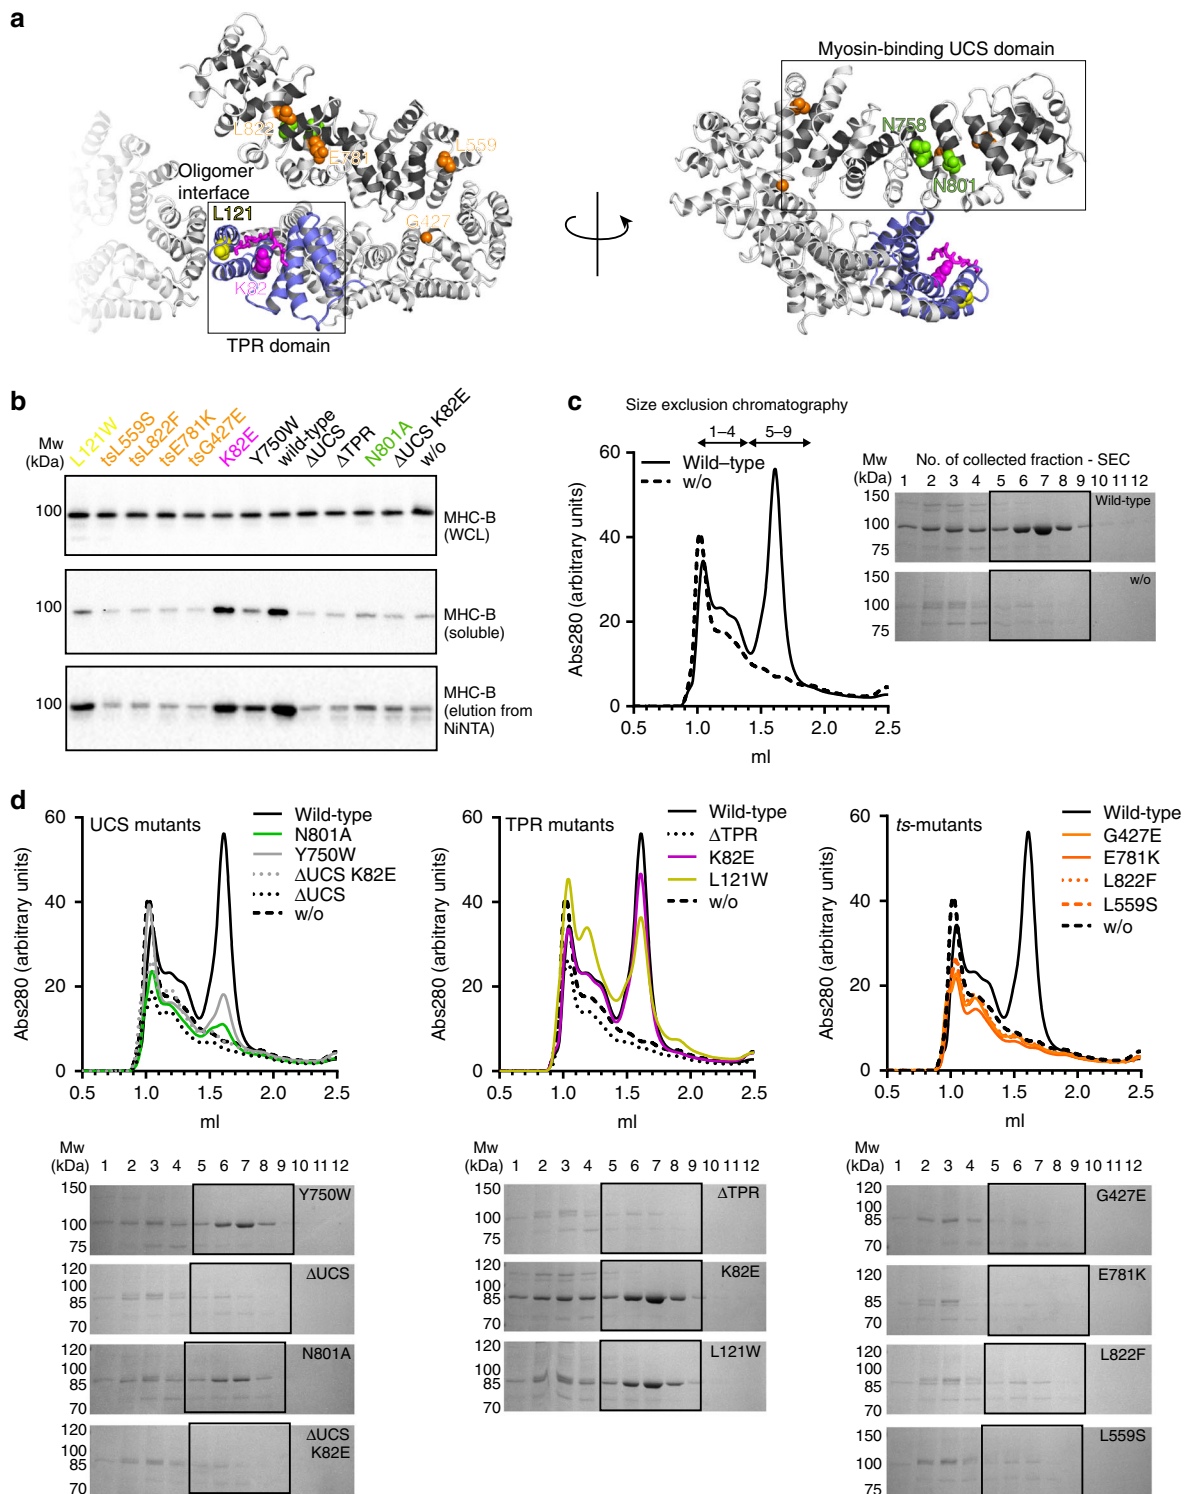 a
Myosin-binding UCS domain
L822
E781
L559
N758
N801
Oligomer
interface
L121
G427
K82
TPR domain
b
Mw
(kDa)
L121W
tsL559S
tsL822F
tsE781K
tsG427E
K82E
Y750W
wild-type
ΔUCS
ΔTPR
N801A
ΔUCS K82E
w/o
100
MHC-B
(WCL)
100
MHC-B
(soluble)
100
MHC-B
(elution from
NiNTA)
c
Size exclusion chromatography
1–4 5–9
Wild–type
w/o
Abs280 (arbitrary units)
60
40
20
0
0.5 1.0 1.5 2.0 2.5
ml
Mw
(kDa)
No. of collected fraction - SEC
1 2 3 4 5 6 7 8 9 10 11 12
150
100
75
Wild-type
150
100
75
w/o
d
UCS mutants
Wild-type
N801A
Y750W
ΔUCS K82E
ΔUCS
w/o
Abs280 (arbitrary units)
60
40
20
0
0.5 1.0 1.5 2.0 2.5
ml
TPR mutants
Wild-type
ΔTPR
K82E
L121W
w/o
Abs280 (arbitrary units)
60
40
20
0
0.5 1.0 1.5 2.0 2.5
ml
ts-mutants
Wild-type
G427E
E781K
L822F
L559S
w/o
Abs280 (arbitrary units)
60
40
20
0
0.5 1.0 1.5 2.0 2.5
ml
Mw
(kDa)
1 2 3 4 5 6 7 8 9 10 11 12
150
100
75
Y750W
120
100
85
70
ΔUCS
120
100
85
70
N801A
120
100
85
70
ΔUCS
K82E
Mw
(kDa)
1 2 3 4 5 6 7 8 9 10 11 12
150
100
75
ΔTPR
120
100
85
70
K82E
120
100
85
70
L121W
Mw
(kDa)
1 2 3 4 5 6 7 8 9 10 11 12
120
100
85
70
G427E
120
85
70
E781K
120
100
85
70
L822F
150
100
75
L559S